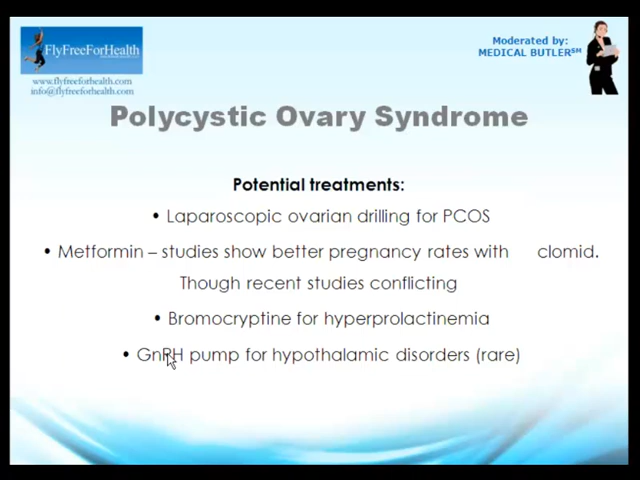 FlyFreeForHealth
www.flyfreeforhealth.com
info@flyfreeforhealth.com
Moderated by:
MEDICAL BUTLER℠
Polycystic Ovary Syndrome
Potential treatments:
• Laparoscopic ovarian drilling for PCOS
• Metformin – studies show better pregnancy rates with clomid.
Though recent studies conflicting
• Bromocryptine for hyperprolactinemia
• GnRH pump for hypothalamic disorders (rare)